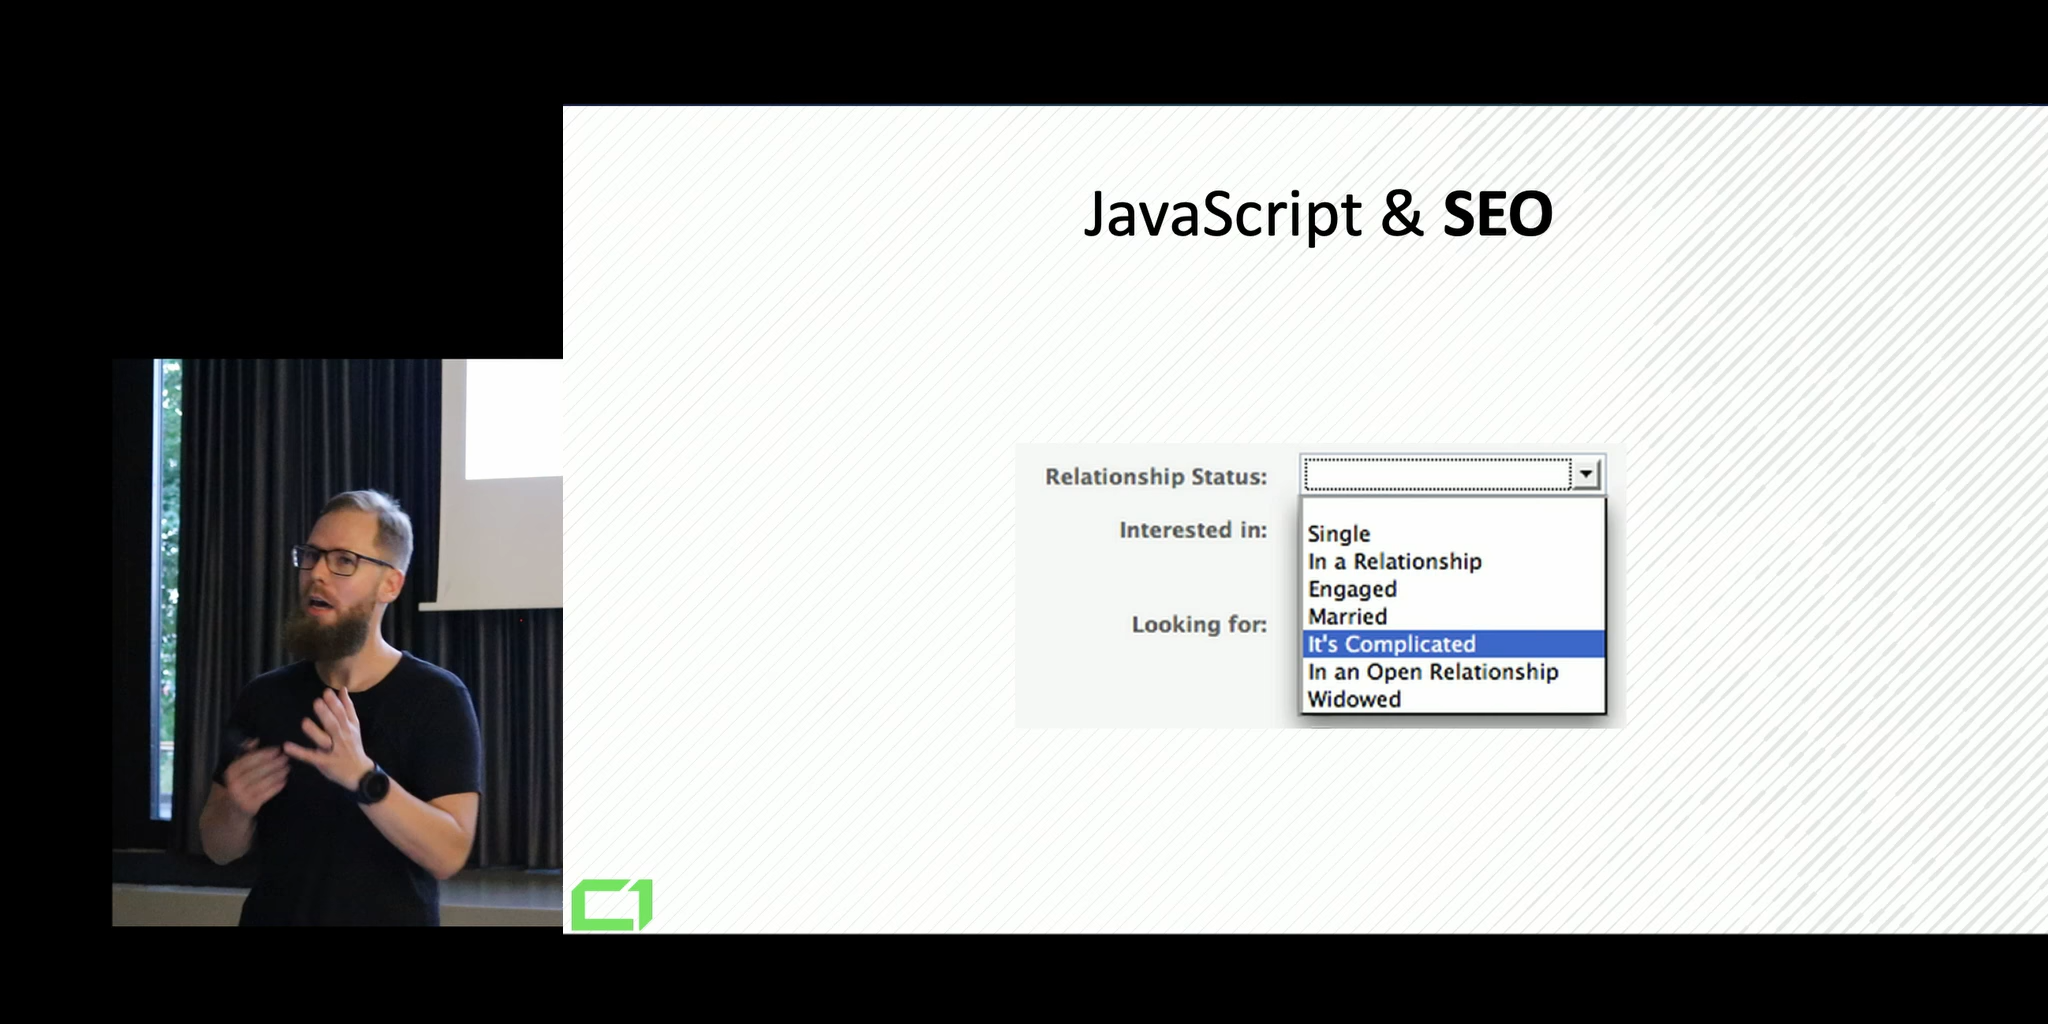 JavaScript & SEO
Relationship Status:
Interested in:
Looking for:
Single
In a Relationship
Engaged
Married
It's Complicated
In an Open Relationship
Widowed